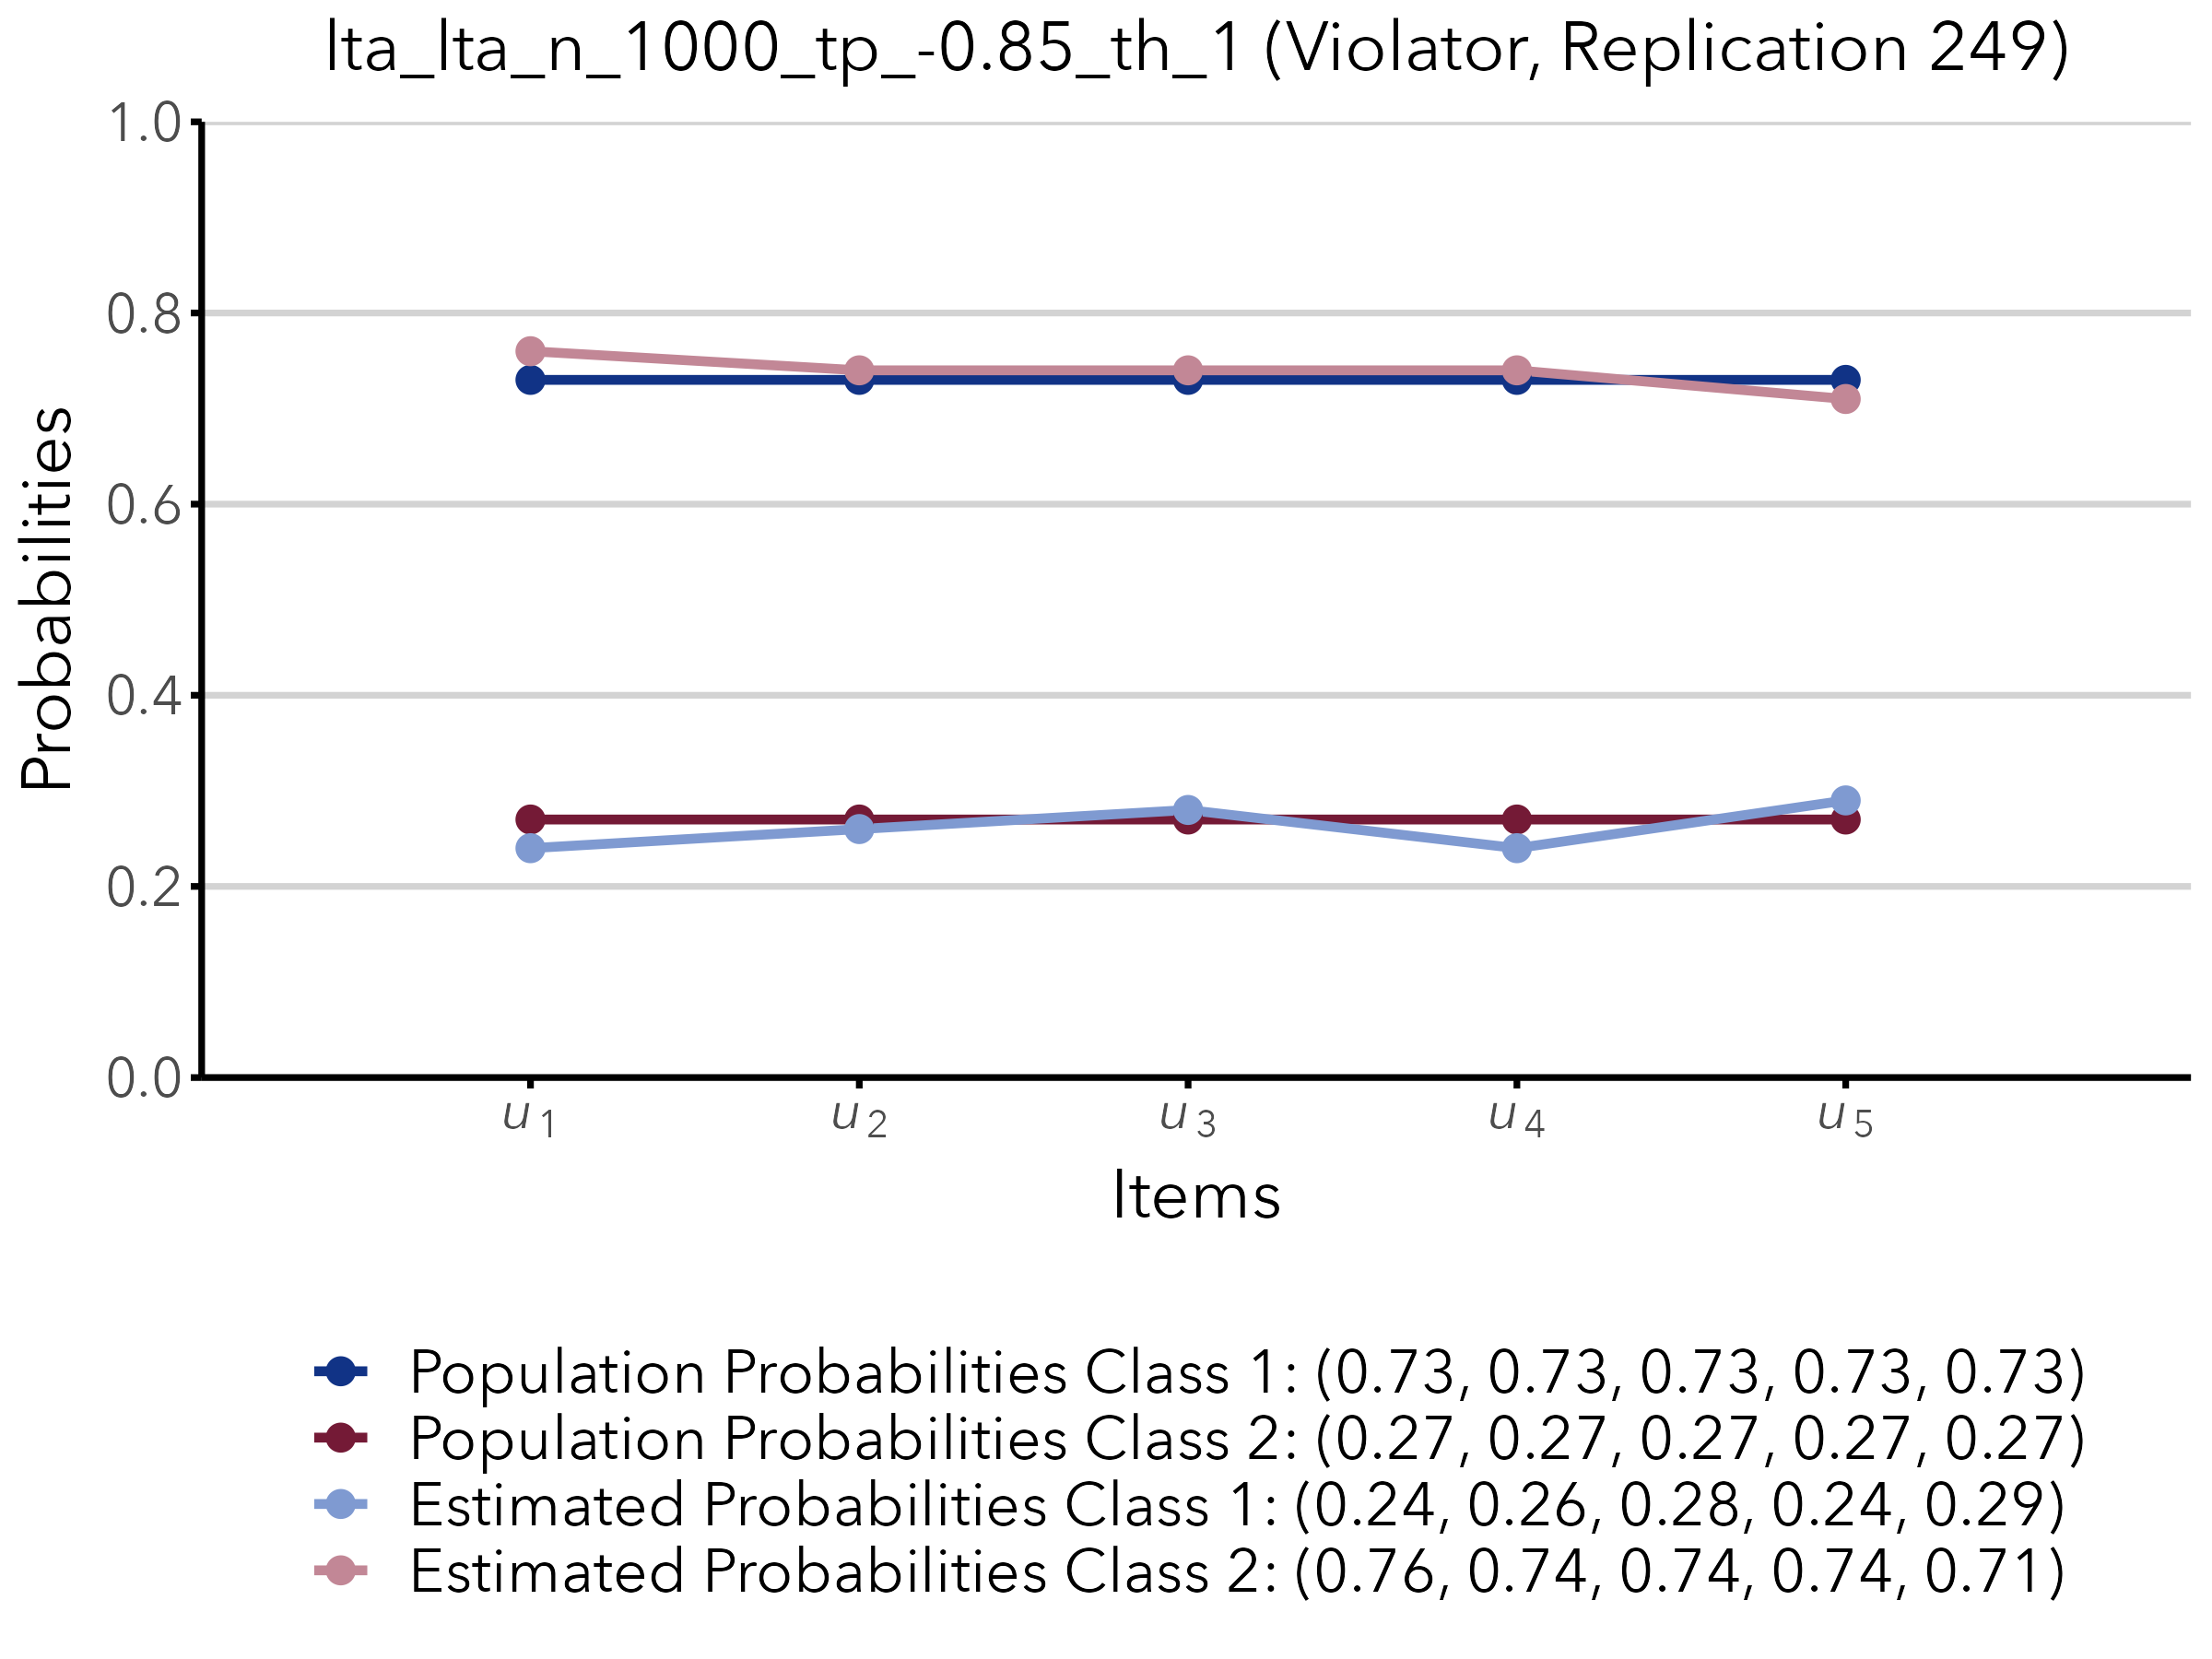 lta_lta_n_1000_tp_-0.85_th_1 (Violator, Replication 249)
1.0
0.8
0.6
0.4
0.2
0.0
Probabilities
u1 u2 u3 u4 u5
Items
Population Probabilities Class 1: (0.73, 0.73, 0.73, 0.73, 0.73)
Population Probabilities Class 2: (0.27, 0.27, 0.27, 0.27, 0.27)
Estimated Probabilities Class 1: (0.24, 0.26, 0.28, 0.24, 0.29)
Estimated Probabilities Class 2: (0.76, 0.74, 0.74, 0.74, 0.71)